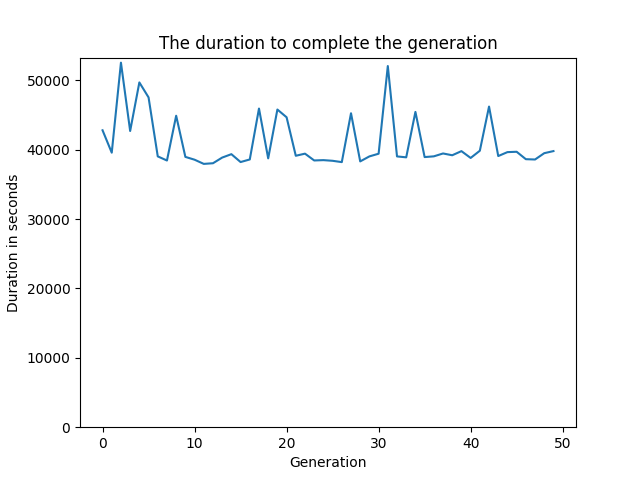 The duration to complete the generation
50000
40000
30000
20000
10000
0
Duration in seconds
0 10 20 30 40 50
Generation